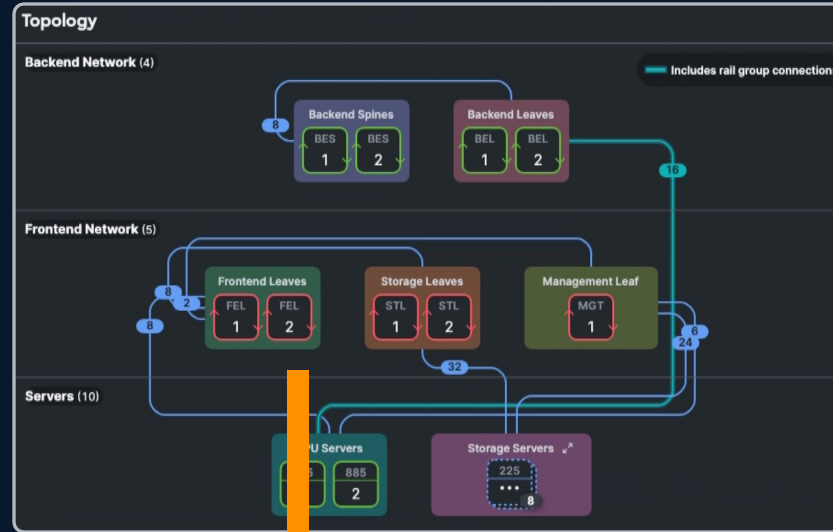 Topology
Backend Network (4)
Includes rail group connection
Backend Spines
Backend Leaves
8
BES
BES
BEL
BEL
1
2
1
2
16
Frontend Network (5)
Frontend Leaves
Storage Leaves
Management Leaf
8
2
FEL
FEL
STL
STL
MGT
1
2
1
2
1
8
6
24
32
Servers (10)
Servers
Storage Servers
885
225
2
•••
8